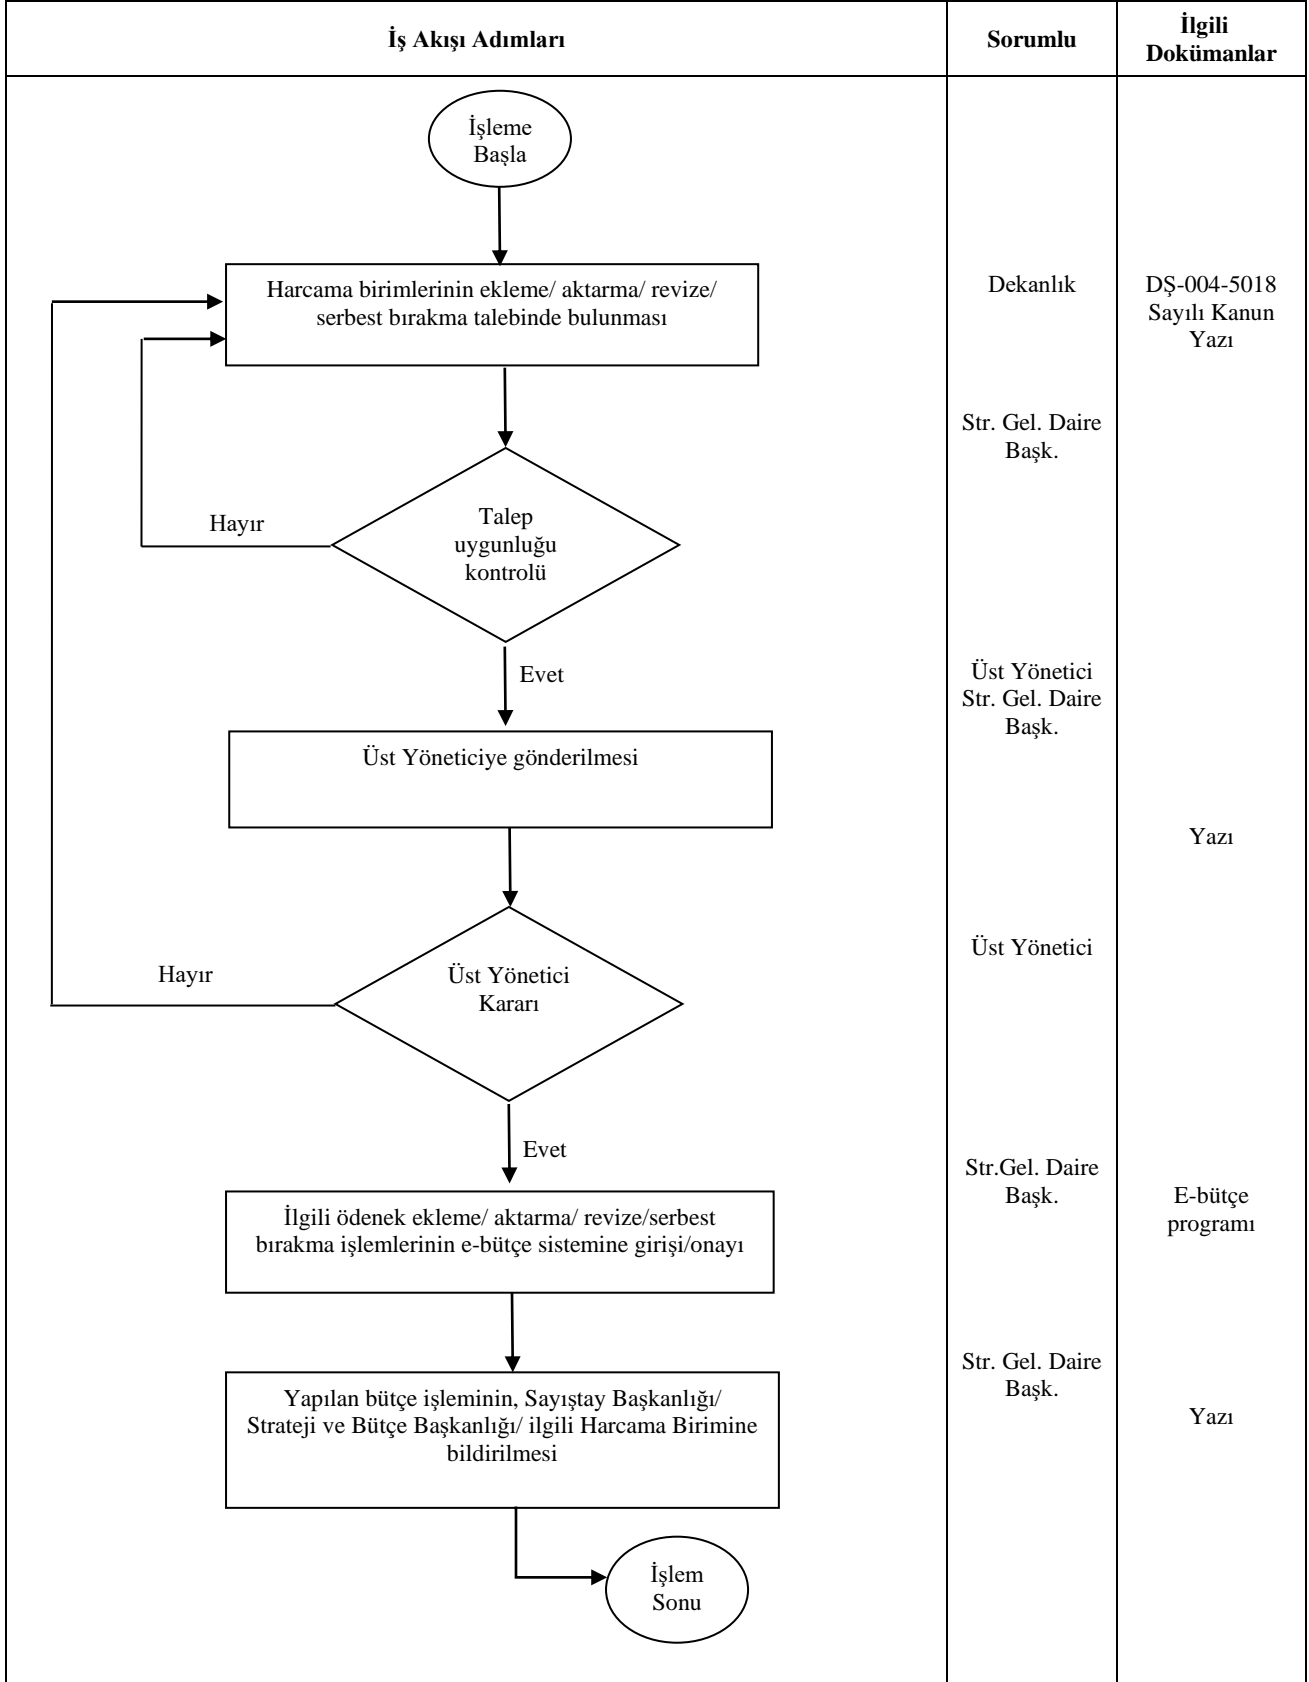 İş Akışı Adımları
Sorumlu
İlgili
Dokümanlar
İşleme
Başla
Harcama birimlerinin ekleme/ aktarma/ revize/
serbest bırakma talebinde bulunması
Dekanlık
DŞ-004-5018
Sayılı Kanun
Yazı
Str. Gel. Daire
Başk.
Hayır
Talep
uygunluğu
kontrolü
Evet
Üst Yönetici
Str. Gel. Daire
Başk.
Üst Yöneticiye gönderilmesi
Yazı
Üst Yönetici
Hayır
Üst Yönetici
Kararı
Evet
Str.Gel. Daire
Başk.
E-bütçe
programı
İlgili ödenek ekleme/ aktarma/ revize/serbest
bırakma işlemlerinin e-bütçe sistemine girişi/onayı
Str. Gel. Daire
Başk.
Yapılan bütçe işleminin, Sayıştay Başkanlığı/
Strateji ve Bütçe Başkanlığı/ ilgili Harcama Birimine
bildirilmesi
Yazı
İşlem
Sonu